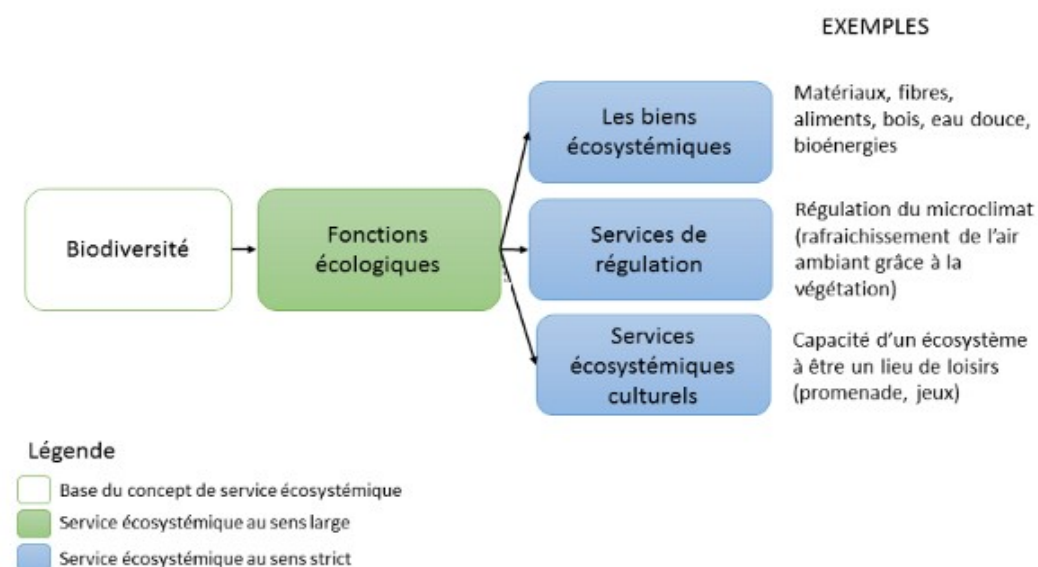 EXEMPLES
Les biens
écosystémiques
Matériaux, fibres,
aliments, bois, eau douce,
bioénergies
Biodiversité
Fonctions
écologiques
Services de
régulation
Régulation du microclimat
(rafraichissement de l'air
ambiant grâce à la
végétation)
Services
écosystémiques
culturels
Capacité d'un écosystème
à être un lieu de loisirs
(promenade, jeux)
Légende
Base du concept de service écosystémique
Service écosystémique au sens large
Service écosystémique au sens strict